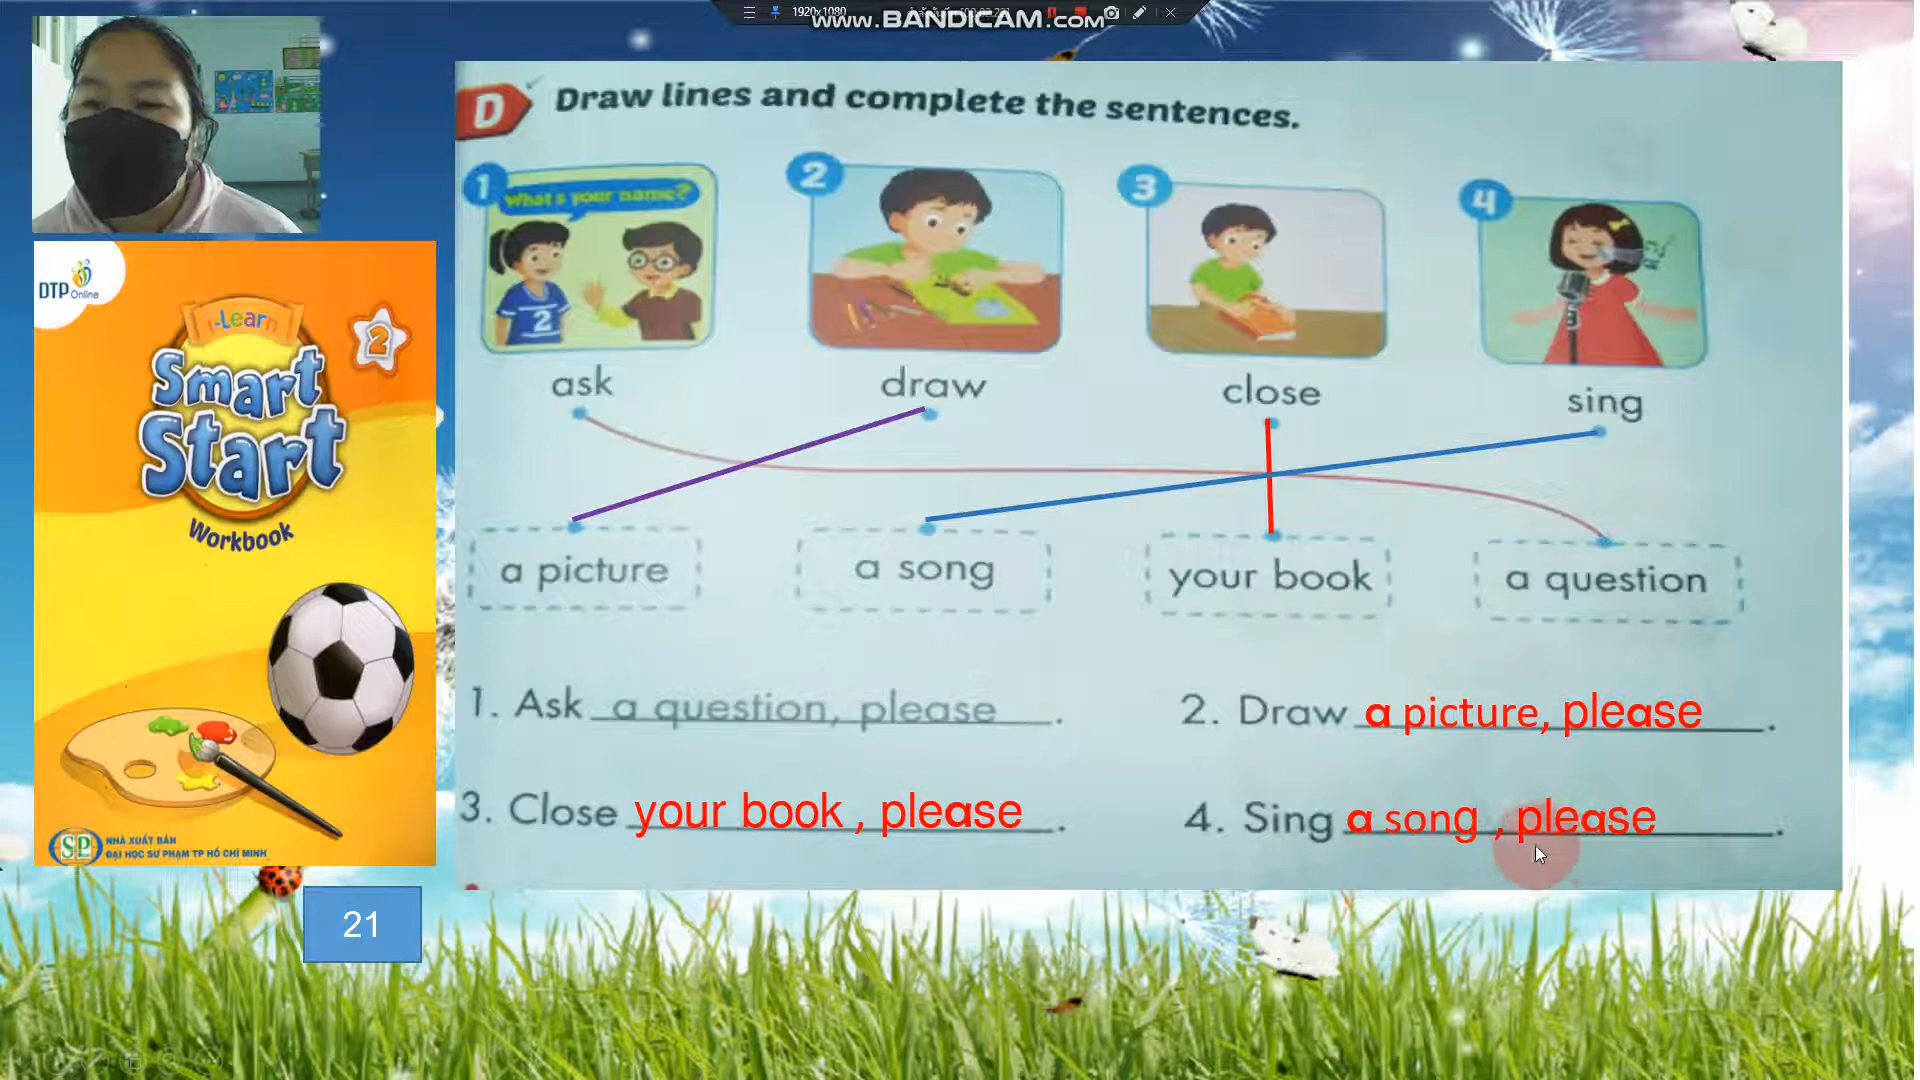 1920x1080
www.BANDICAM.com
D Draw lines and complete the sentences.
1 2 3 4
What's your name?
2
ask draw close sing
a picture a song your book a question
1. Ask a question, please.
2. Draw a picture, please.
3. Close your book , please.
4. Sing a song , please.
DTP Online
i-Learn
2
Smart
Start
Workbook
SP
NHÀ XUẤT BẢN
ĐẠI HỌC SƯ PHẠM TP HỒ CHÍ MINH
21